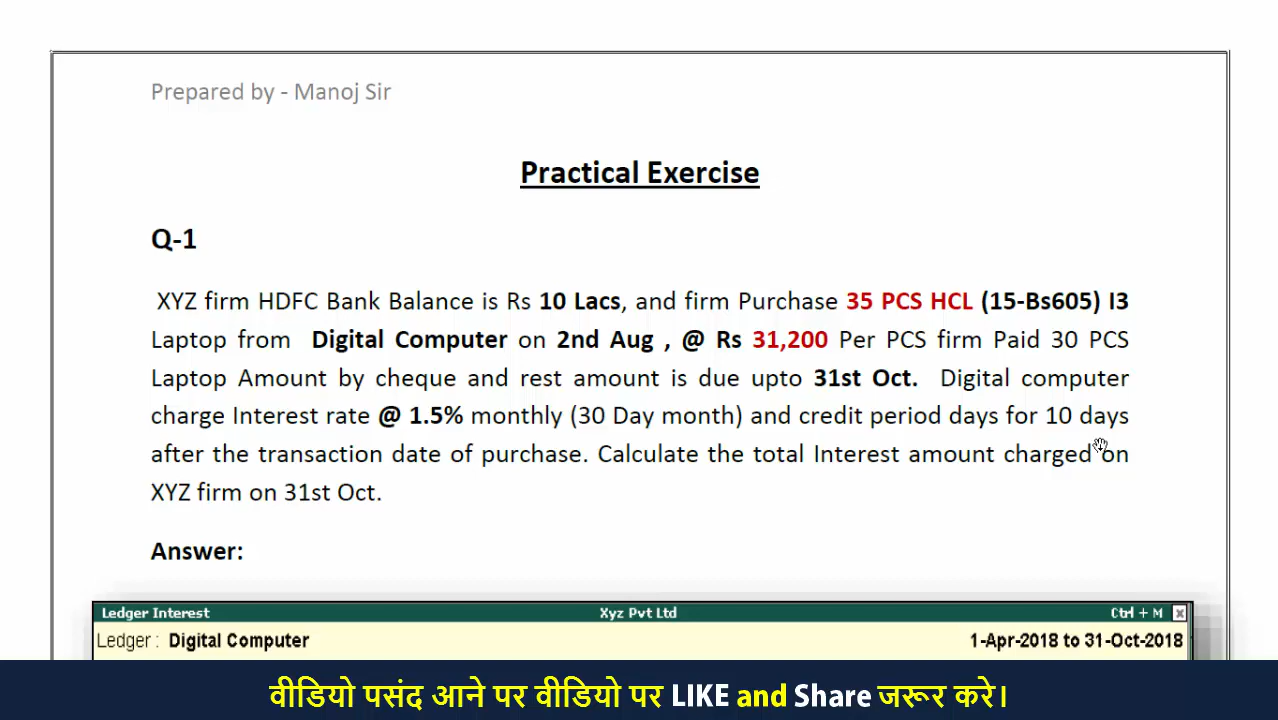 Prepared by - Manoj Sir
Practical Exercise
Q-1
XYZ firm HDFC Bank Balance is Rs 10 Lacs, and firm Purchase 35 PCS HCL (15-Bs605) I3
Laptop from Digital Computer on 2nd Aug , @ Rs 31,200 Per PCS firm Paid 30 PCS
Laptop Amount by cheque and rest amount is due upto 31st Oct. Digital computer
charge Interest rate @ 1.5% monthly (30 Day month) and credit period days for 10 days
after the transaction date of purchase. Calculate the total Interest amount charged on
XYZ firm on 31st Oct.
Answer:
Ledger Interest Xyz Pvt Ltd Ctrl + M x
Ledger : Digital Computer 1-Apr-2018 to 31-Oct-2018
वीडियो पसंद आने पर वीडियो पर LIKE and Share जरूर करे।